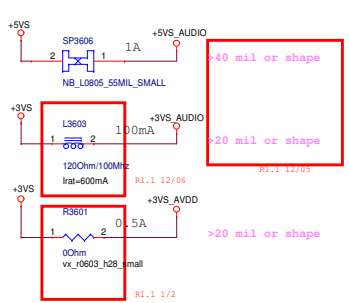 +5VS
+5VS_AUDIO
SP3606
1A
2
1
>40 mil or shape
NB_L0805_55MIL_SMALL
+3VS
+3VS_AUDIO
L3603
100mA
1
2
>20 mil or shape
120Ohm/100Mhz
R1.1 12/05
Irat=600mA
R1.1 12/06
+3VS
+3VS_AVDD
R3601
0.5A
1
2
>20 mil or shape
0Ohm
vx_r0603_h28_small
R1.1 1/2